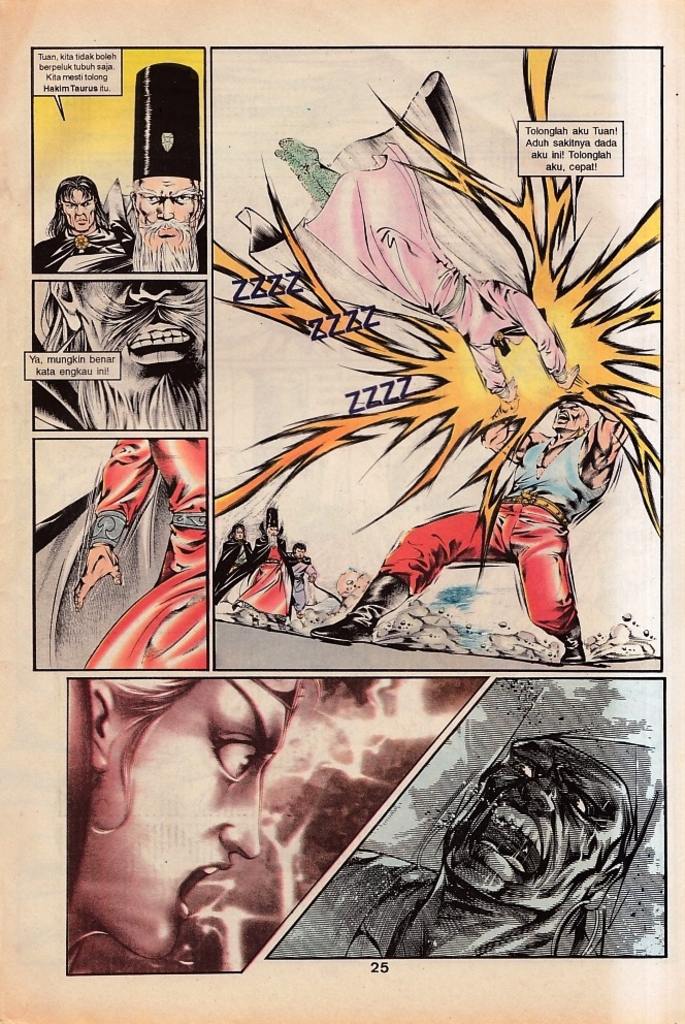 Tuan, kita tidak boleh
berpeluk tubuh saja.
Kita mesti tolong
Hakim Taurus itu.
Tolonglah aku Tuan!
Aduh sakitnya dada
aku ini! Tolonglah
aku, cepat!
ZZZZ
ZZZZ
ZZZZ
Ya, mungkin benar
kata engkau ini!
25